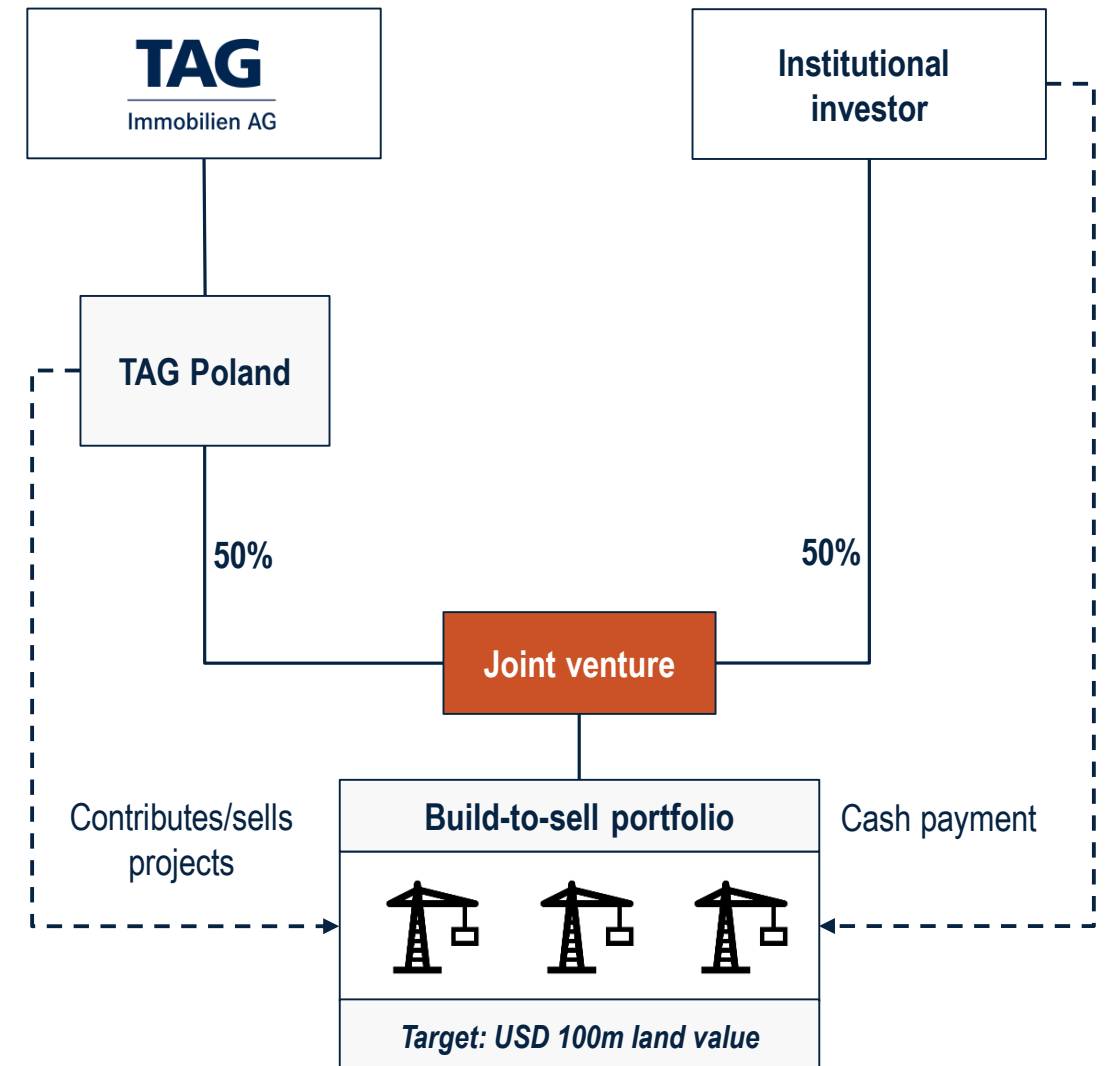 TAG
Immobilien AG
Institutional
investor
TAG Poland
50%
50%
Joint venture
Contributes/sells
projects
Build-to-sell portfolio
Cash payment
Target: USD 100m land value